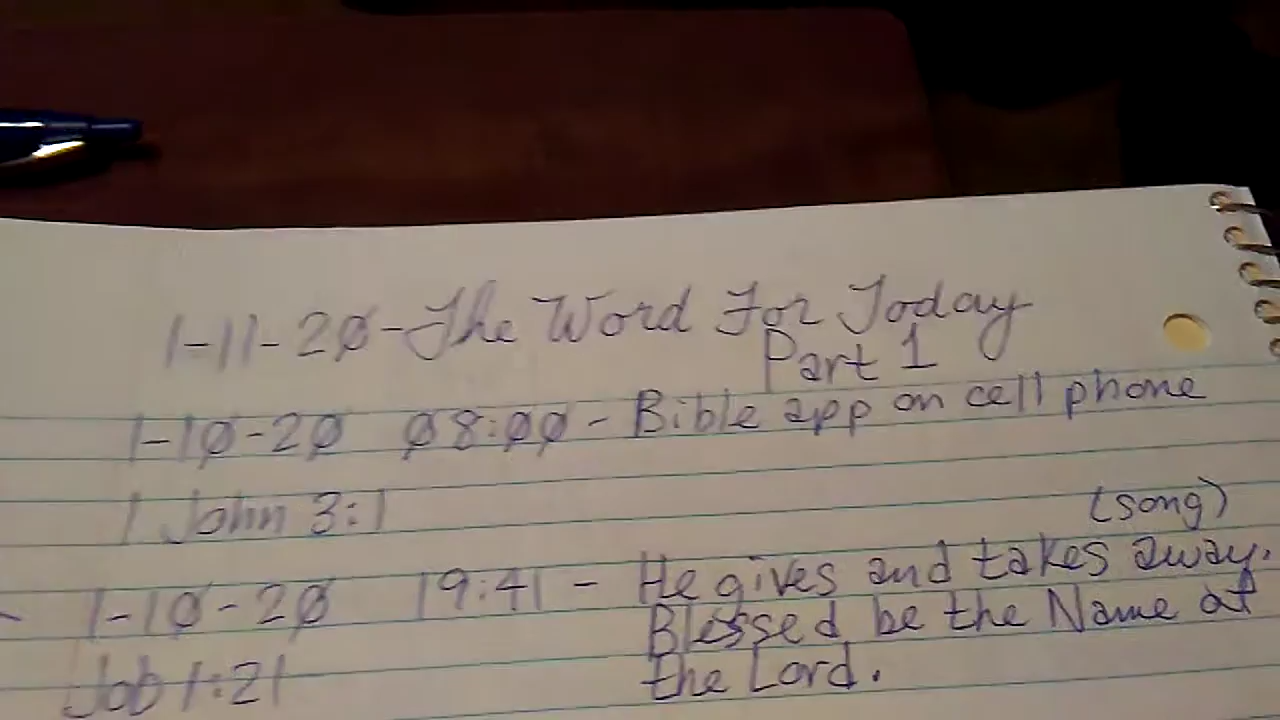 1-11-20-The Word For Today
Part 1
1-10-20 08:00 - Bible app on cell phone
1 John 3:1
(song)
- 1-10-20 19:41 - He gives and takes away.
Blessed be the Name at
Job 1:21 the Lord.